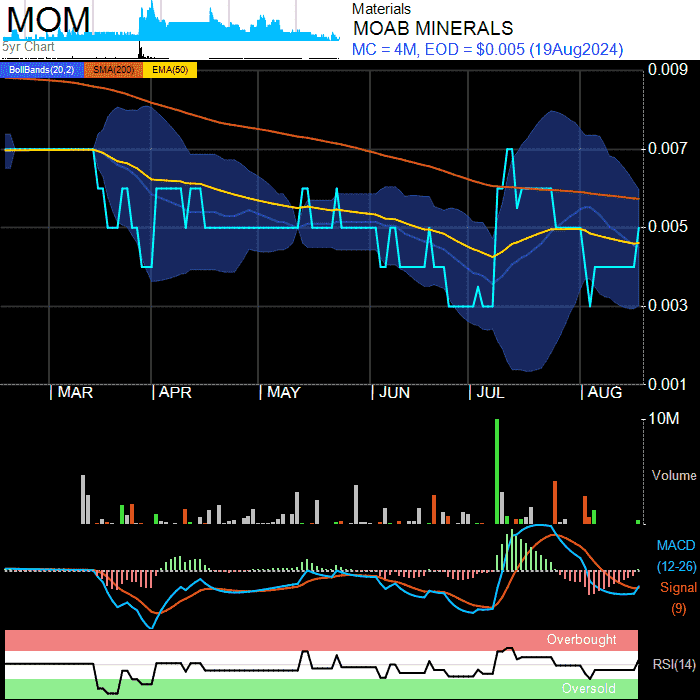 MOM
5yr Chart
Materials
MOAB MINERALS
MC = 4M, EOD = $0.005 (19Aug2024)
BollBands(20,2) SMA(200) EMA(50)
0.009
0.007
0.005
0.003
0.001
MAR APR MAY JUN JUL AUG
10M
Volume
MACD
(12-26)
Signal
(9)
Overbought
RSI(14)
Oversold